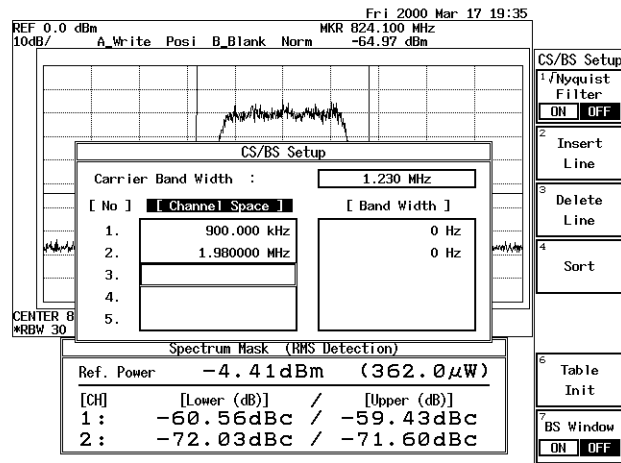 Fri 2000 Mar 17 19:35
REF 0.0 dBm MKR 824.100 MHz
10dB/ A_Write Posi B_Blank Norm -64.97 dBm
CS/BS Setup
Carrier Band Width : 1.230 MHz
[ No ] [ Channel Space ] [ Band Width ]
1. 900.000 kHz 0 Hz
2. 1.980000 MHz 0 Hz
3.
4.
5.
CENTER 8
*RBW 30
Spectrum Mask (RMS Detection)
Ref. Power -4.41dBm (362.0μW)
[CH] [Lower (dB)] / [Upper (dB)]
1: -60.56dBc / -59.43dBc
2: -72.03dBc / -71.60dBc
CS/BS Setup
1 √Nyquist
Filter
ON OFF
2
Insert
Line
3
Delete
Line
4
Sort
6
Table
Init
7
BS Window
ON OFF